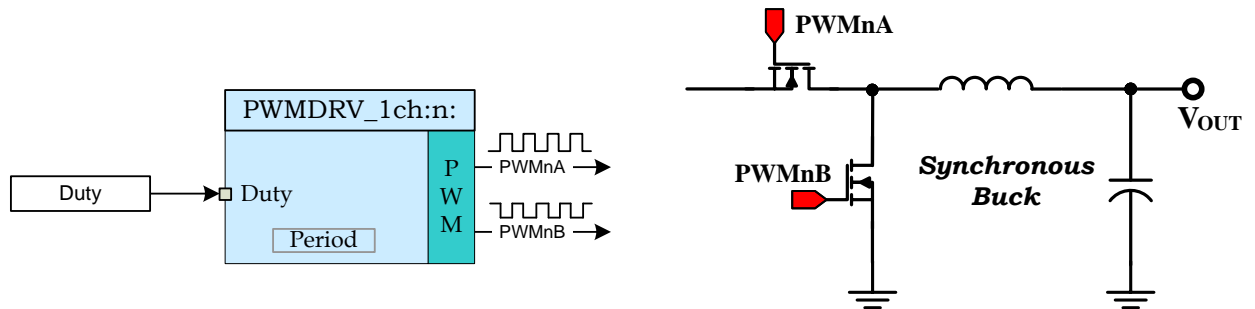 PWMDRV_1ch:n:
Duty
Duty
Period
P
W
M
PWMnA
PWMnB
PWMnA
PWMnB
Synchronous
Buck
VOUT